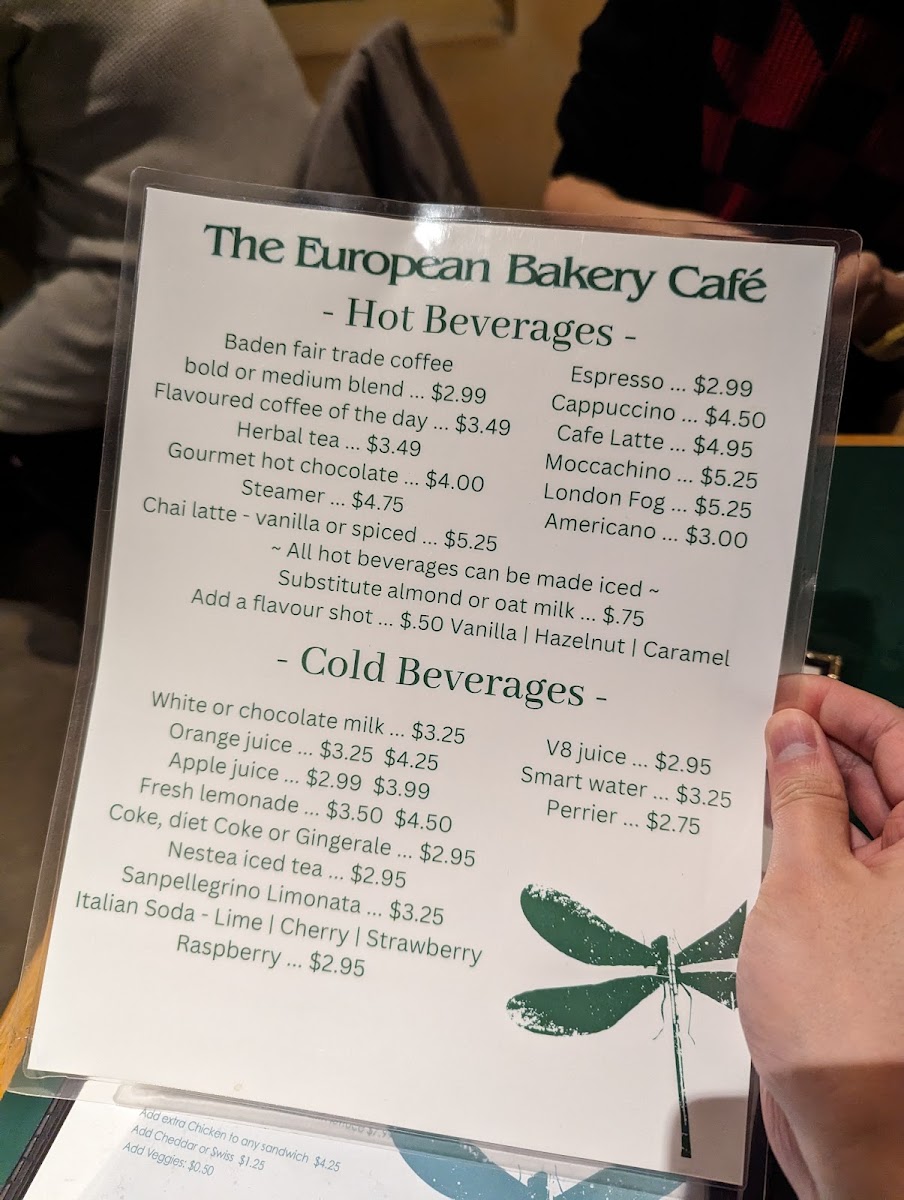 The European Bakery Café
- Hot Beverages -
Baden fair trade coffee
bold or medium blend ... $2.99
Flavoured coffee of the day ... $3.49
Herbal tea ... $3.49
Gourmet hot chocolate ... $4.00
Steamer ... $4.75
Chai latte - vanilla or spiced ... $5.25
Espresso ... $2.99
Cappuccino ... $4.50
Cafe Latte ... $4.95
Moccachino ... $5.25
London Fog ... $5.25
Americano ... $3.00
~ All hot beverages can be made iced ~
Substitute almond or oat milk ... $.75
Add a flavour shot ... $.50 Vanilla | Hazelnut | Caramel
- Cold Beverages -
White or chocolate milk ... $3.25
Orange juice ... $3.25 $4.25
Apple juice ... $2.99 $3.99
Fresh lemonade ... $3.50 $4.50
Coke, diet Coke or Gingerale ... $2.95
Nestea iced tea ... $2.95
Sanpellegrino Limonata ... $3.25
Italian Soda - Lime | Cherry | Strawberry
Raspberry ... $2.95
V8 juice ... $2.95
Smart water ... $3.25
Perrier ... $2.75
Add extra Chicken to any sandwich $4.25
Add Cheddar or Swiss $1.25
Add Veggies: $0.50